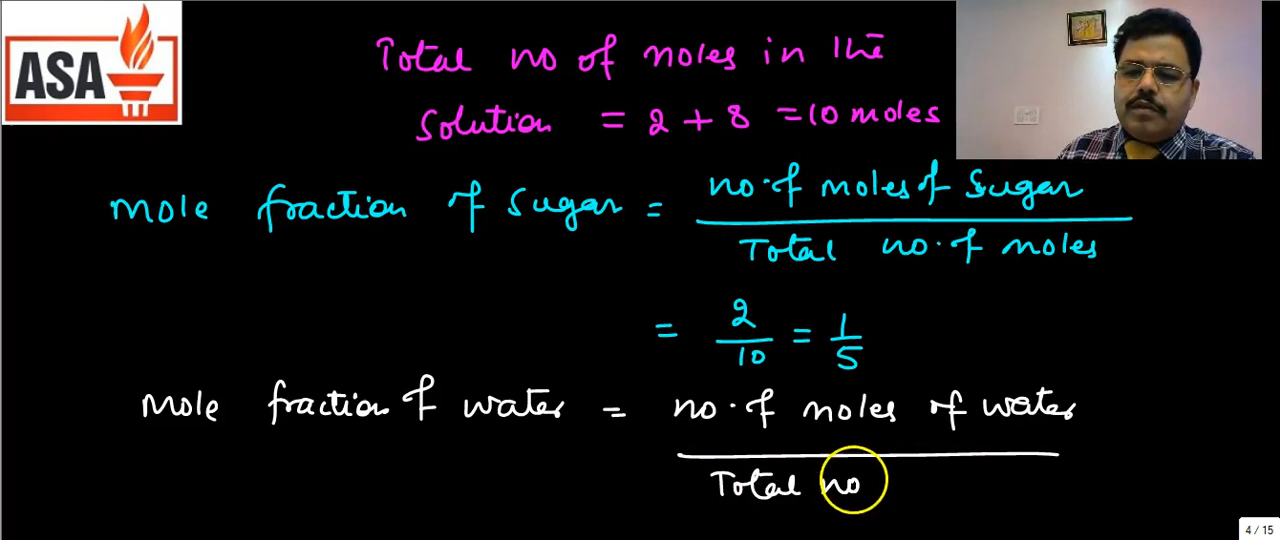 ASA
Total no of moles in the
Solution = 2 + 8 = 10 moles
Mole fraction of Sugar = no. of moles of Sugar
Total no. of moles
= 2/10 = 1/5
Mole fraction of water = no. of moles of water
Total no
4 / 15